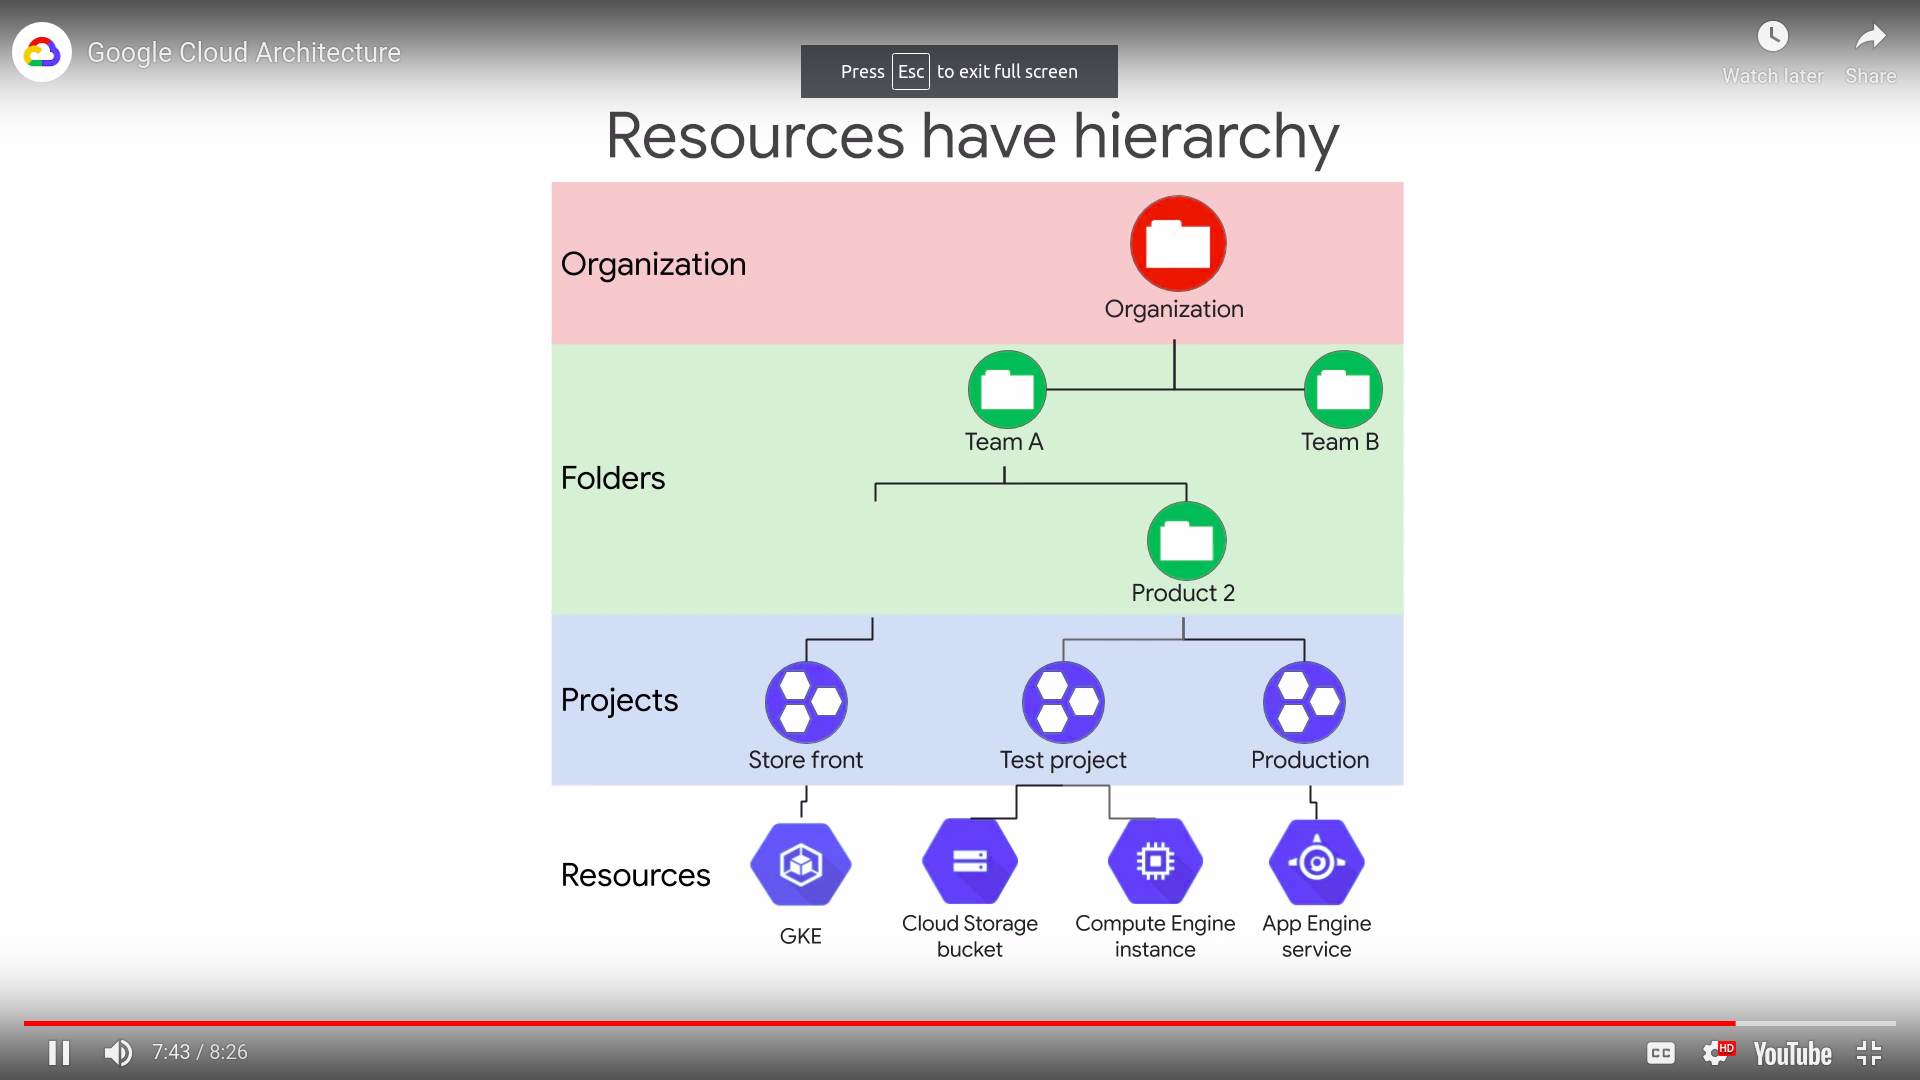 Google Cloud Architecture
Watch later
Share
Press Esc to exit full screen
Resources have hierarchy
Organization
Organization
Team A
Team B
Folders
Product 2
Projects
Store front
Test project
Production
Resources
GKE
Cloud Storage
bucket
Compute Engine
instance
App Engine
service
7:43 / 8:26
CC
HD
YouTube